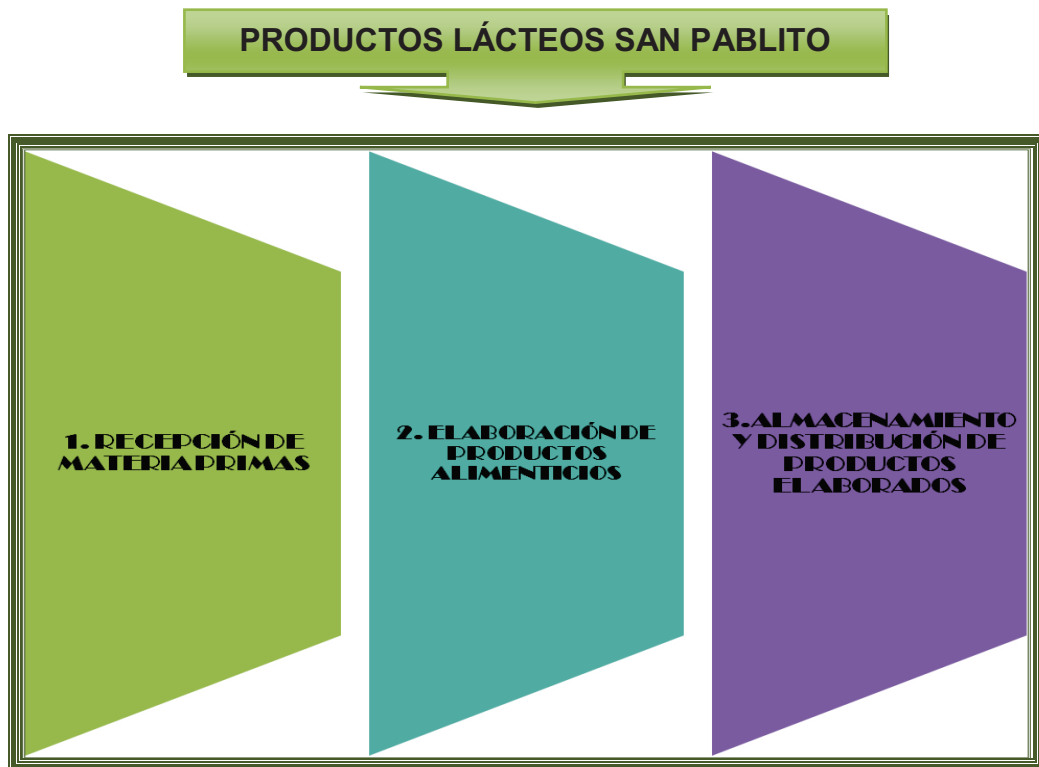 PRODUCTOS LÁCTEOS SAN PABLITO
1. RECEPCIÓN DE
MATERIA PRIMAS
2. ELABORACIÓN DE
PRODUCTOS
ALIMENTICIOS
3.ALMACENAMIENTO
Y DISTRIBUCIÓN DE
PRODUCTOS
ELABORADOS